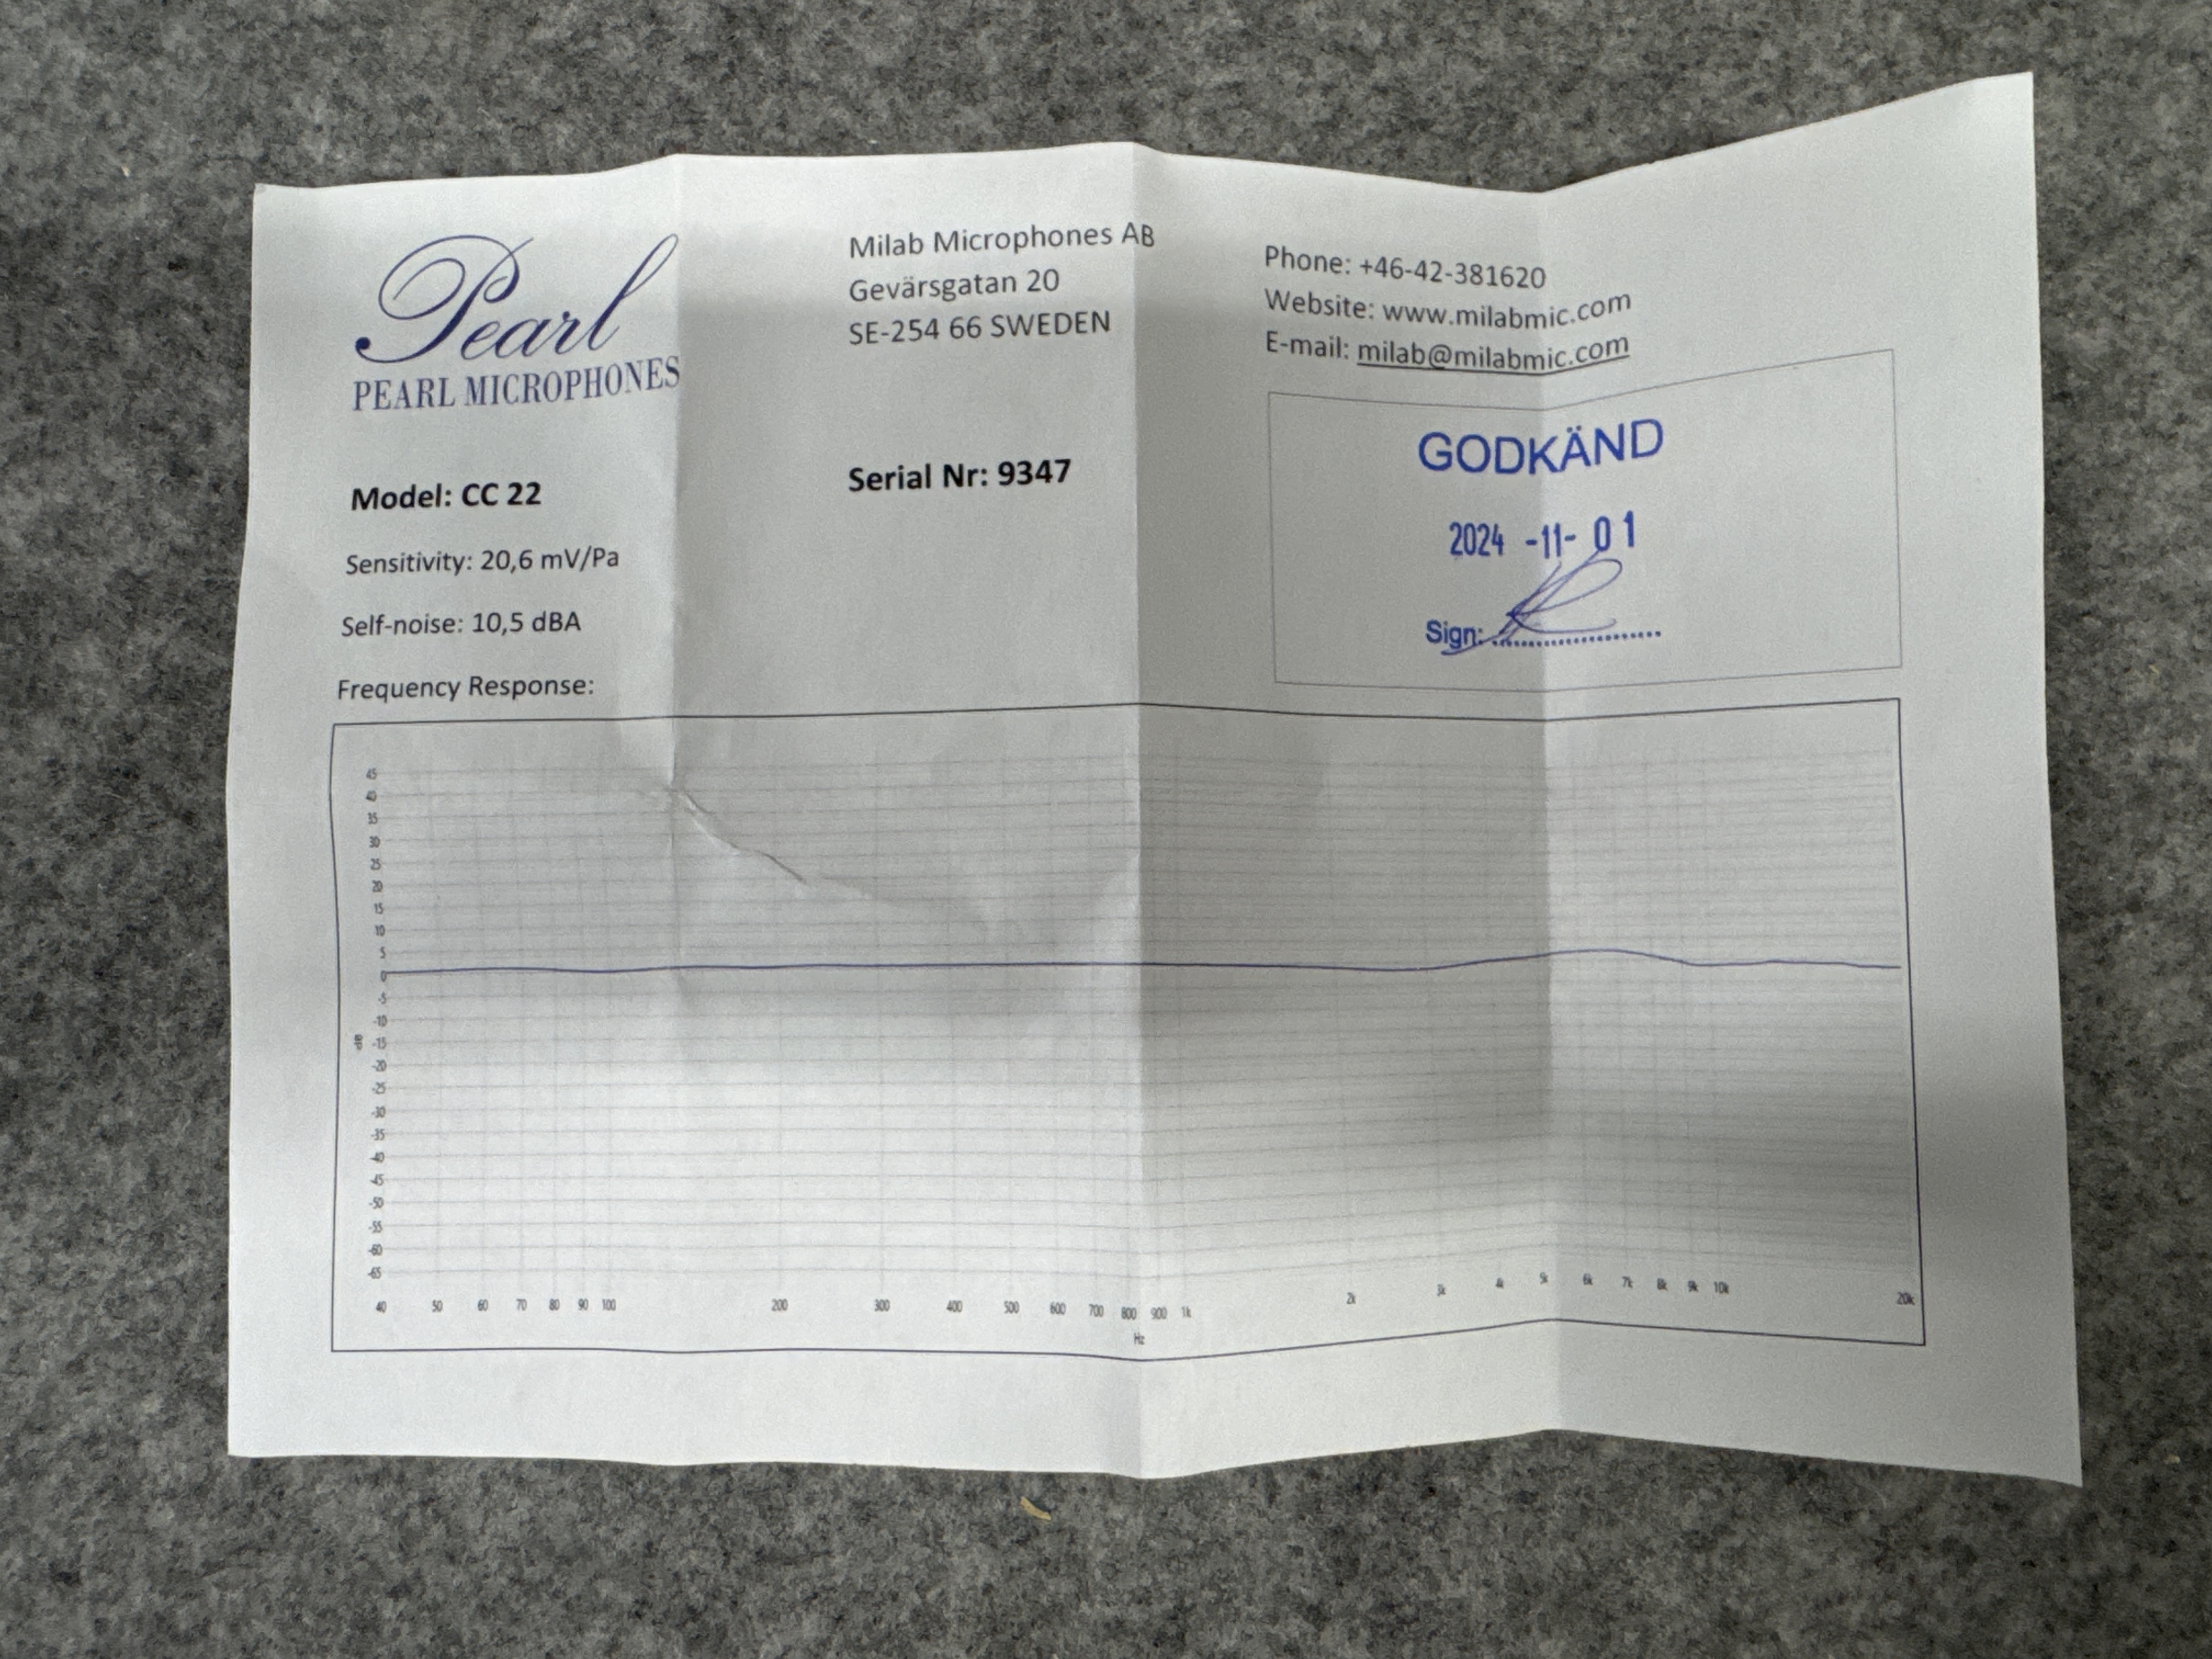 Pearl
PEARL MICROPHONES
Milab Microphones AB
Gevärsgatan 20
SE-254 66 SWEDEN
Phone: +46-42-381620
Website: www.milabmic.com
E-mail: milab@milabmic.com
Model: CC 22
Serial Nr: 9347
GODKÄND
2024 -11- 01
Sign:
Sensitivity: 20,6 mV/Pa
Self-noise: 10,5 dBA
Frequency Response:
45
40
35
30
25
20
15
10
5
0
-5
-10
dB
-15
-20
-25
-30
-35
-40
-45
-50
-55
-60
-65
40 50 60 70 80 90 100 200 300 400 500 600 700 800 900 1k 2k 3k 4k 5k 6k 7k 8k 9k 10k 20k
Hz